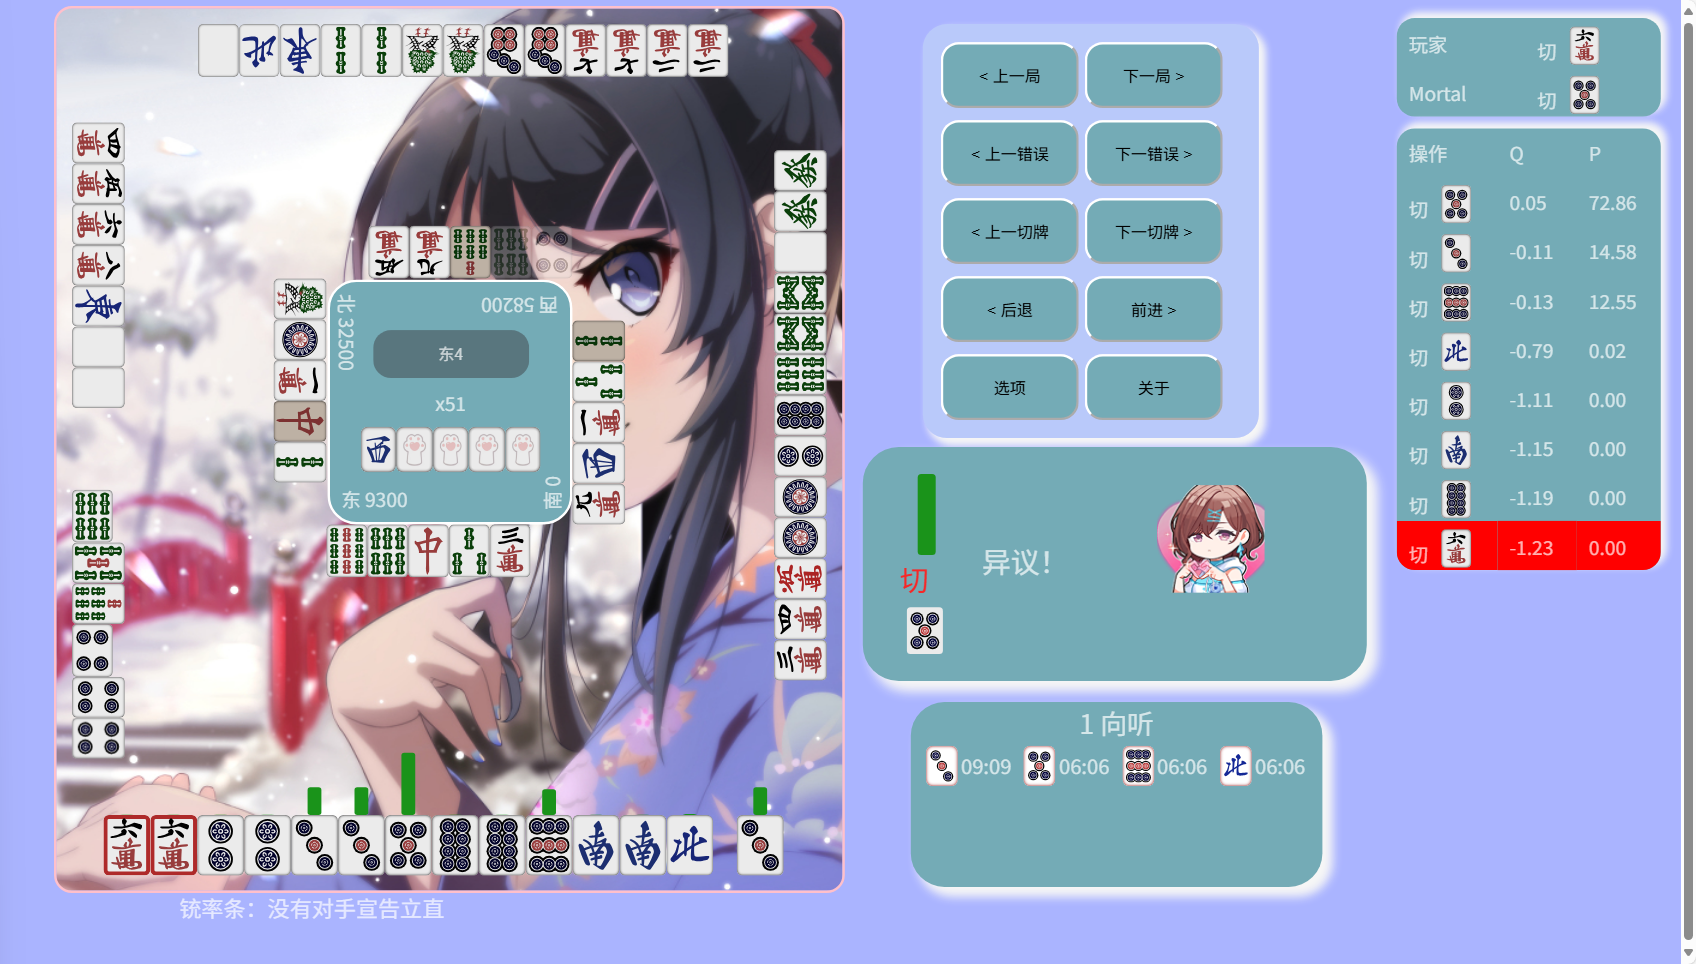 < 上一局
下一局 >
< 上一错误
下一错误 >
< 上一切牌
下一切牌 >
< 后退
前进 >
选项
关于
玩家 切
Mortal 切
操作 Q P
切 0.05 72.86
切 -0.11 14.58
切 -0.13 12.55
切 -0.79 0.02
切 -1.11 0.00
切 -1.15 0.00
切 -1.19 0.00
切 -1.23 0.00
北 32500
西 58200
东4
x51
东 9300
南 0
切
异议！
1 向听
09:09 06:06 06:06 06:06
铳率条：没有对手宣告立直